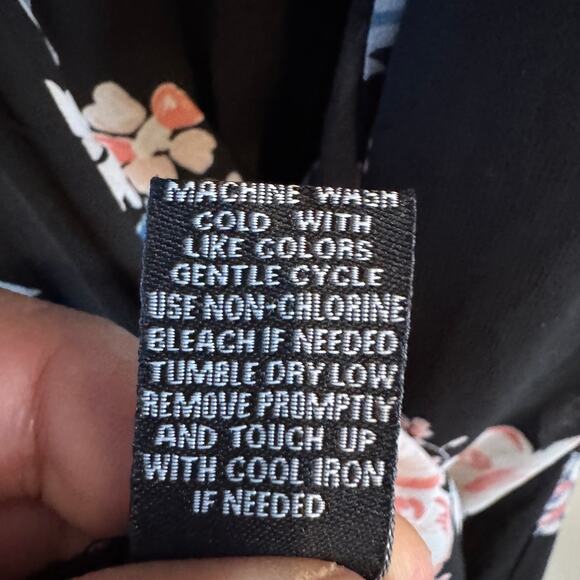 MACHINE WASH
COLD WITH
LIKE COLORS
GENTLE CYCLE
USE NON-CHLORINE
BLEACH IF NEEDED
TUMBLE DRY LOW
REMOVE PROMPTLY
AND TOUCH UP
WITH COOL IRON
IF NEEDED